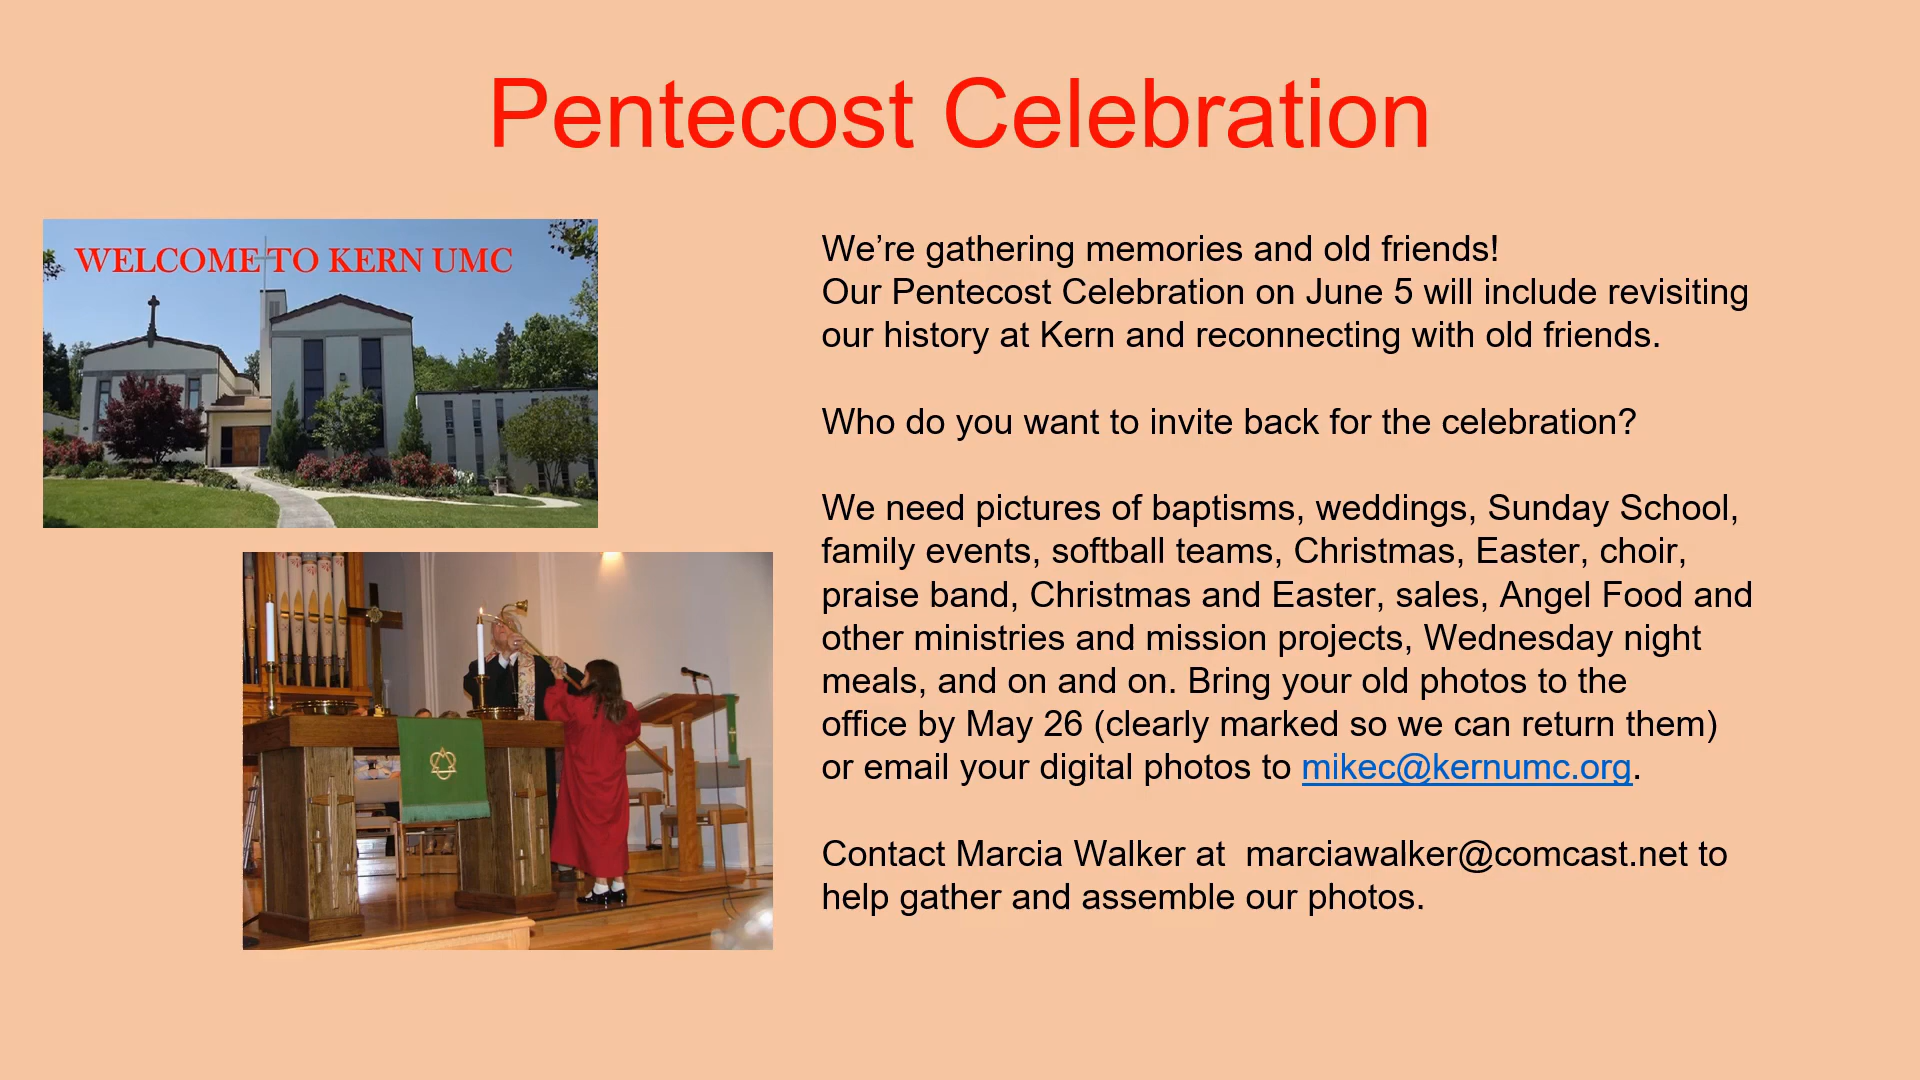 Pentecost Celebration
WELCOME TO KERN UMC
We’re gathering memories and old friends!
Our Pentecost Celebration on June 5 will include revisiting
our history at Kern and reconnecting with old friends.
Who do you want to invite back for the celebration?
We need pictures of baptisms, weddings, Sunday School,
family events, softball teams, Christmas, Easter, choir,
praise band, Christmas and Easter, sales, Angel Food and
other ministries and mission projects, Wednesday night
meals, and on and on. Bring your old photos to the
office by May 26 (clearly marked so we can return them)
or email your digital photos to mikec@kernumc.org.
Contact Marcia Walker at  marciawalker@comcast.net to
help gather and assemble our photos.